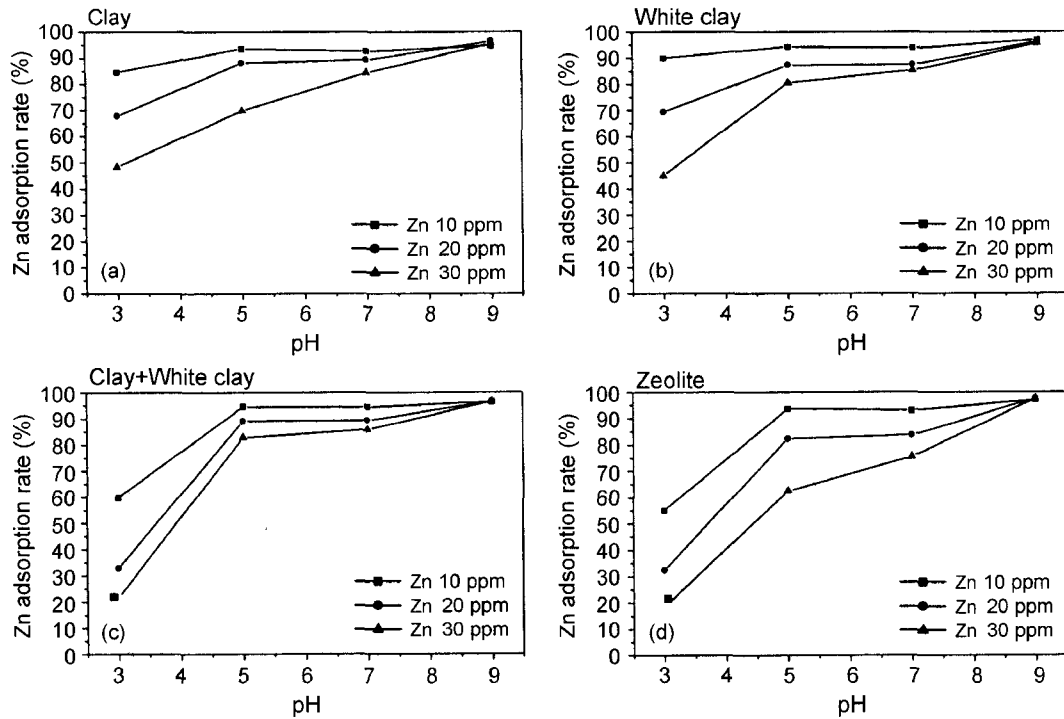 Clay
Zn adsorption rate (%)
100
90
80
70
60
50
40
30
20
10
0
(a)
Zn 10 ppm
Zn 20 ppm
Zn 30 ppm
3 4 5 6 7 8 9
pH
White clay
Zn adsorption rate (%)
100
90
80
70
60
50
40
30
20
10
0
(b)
Zn 10 ppm
Zn 20 ppm
Zn 30 ppm
3 4 5 6 7 8 9
pH
Clay+White clay
Zn adsorption rate (%)
100
90
80
70
60
50
40
30
20
10
0
(c)
Zn 10 ppm
Zn 20 ppm
Zn 30 ppm
3 4 5 6 7 8 9
pH
Zeolite
Zn adsorption rate (%)
100
90
80
70
60
50
40
30
20
10
0
(d)
Zn 10 ppm
Zn 20 ppm
Zn 30 ppm
3 4 5 6 7 8 9
pH